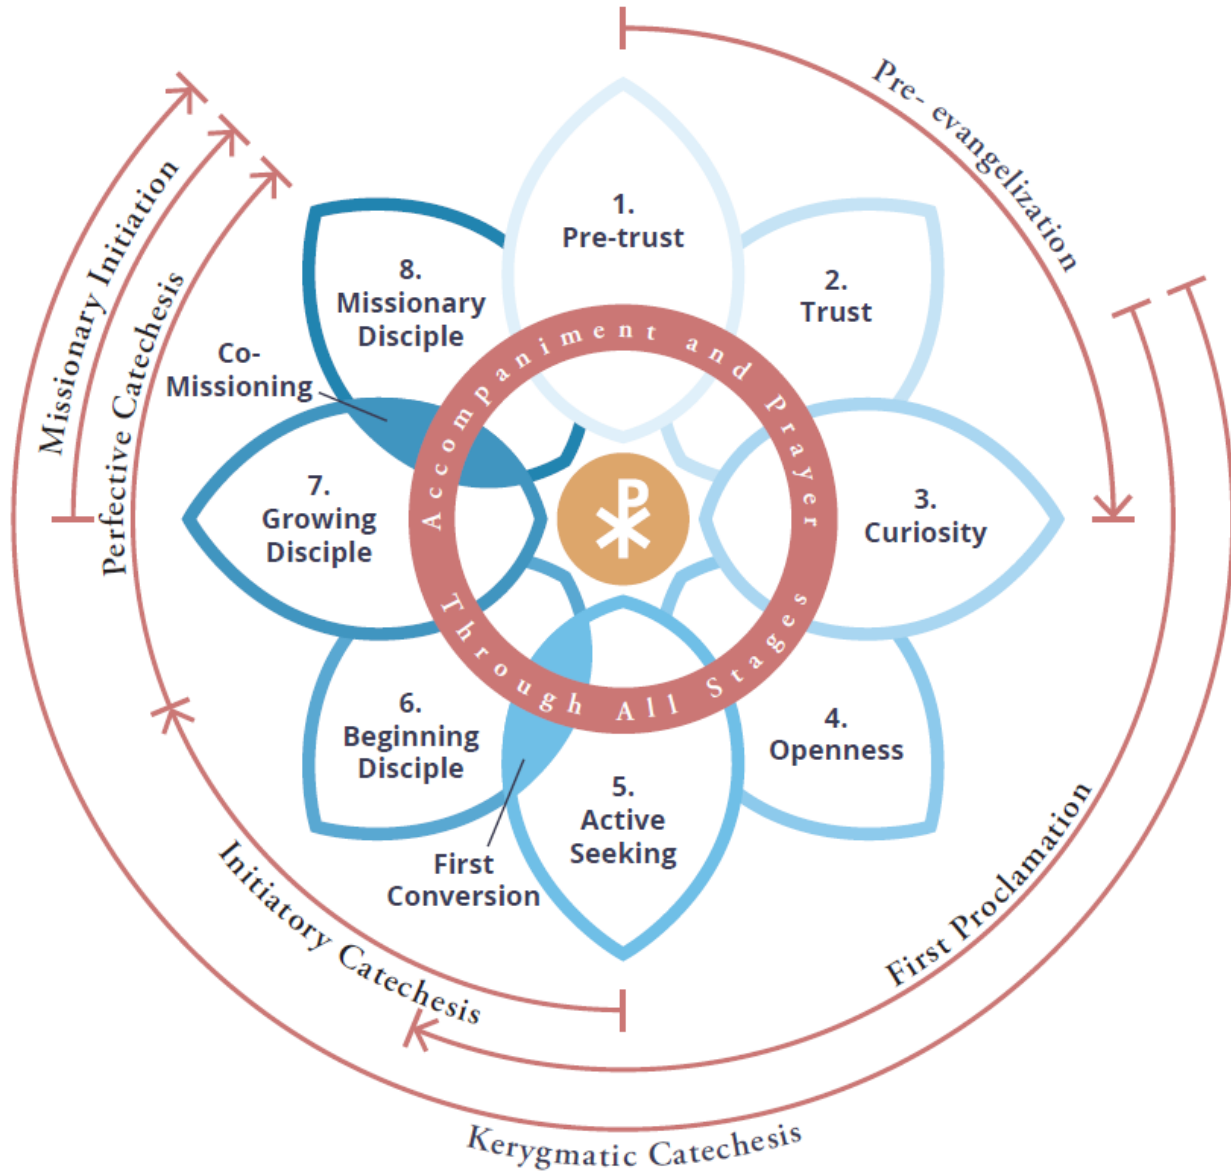 Pre- evangelization
1.
Pre-trust
2.
Trust
3.
Curiosity
4.
Openness
5.
Active
Seeking
First
Conversion
6.
Beginning
Disciple
7.
Growing
Disciple
Co-
Missioning
8.
Missionary
Disciple
Accompaniment and Prayer
Through All Stages
First Proclamation
Kerygmatic Catechesis
Initiatory Catechesis
Perfective Catechesis
Missionary Initiation